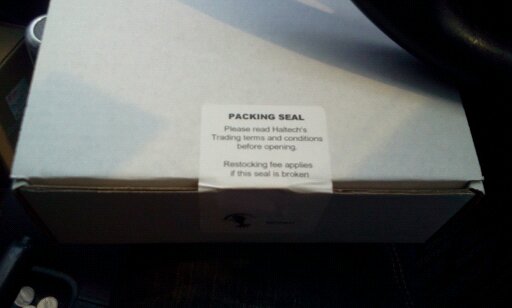 PACKING SEAL
Please read Haltech's
Trading terms and conditions
before opening.
Restocking fee applies
if this seal is broken